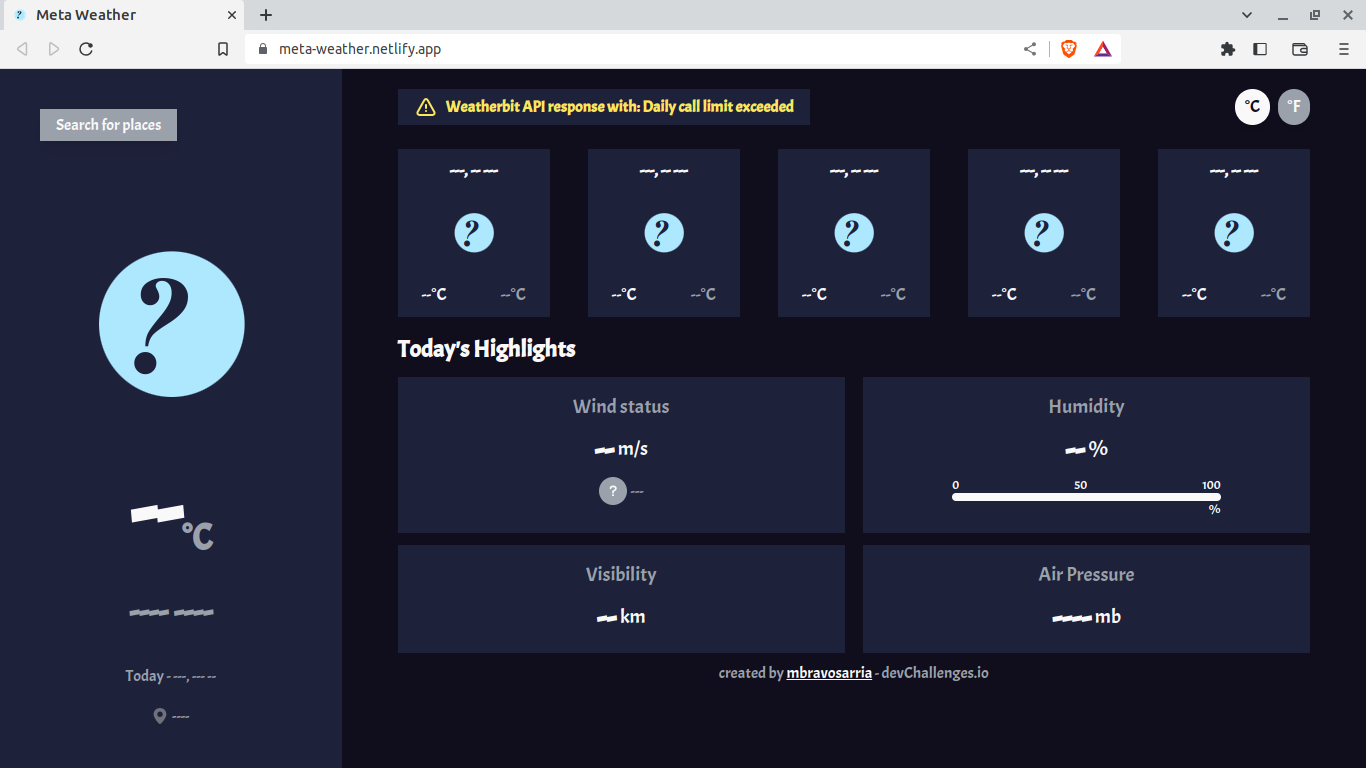 Meta Weather
meta-weather.netlify.app
Search for places
?
--
°C
---- ----
Today - ---, --- --
----
Weatherbit API response with: Daily call limit exceeded
°C °F
---, -- --- ---, -- --- ---, -- --- ---, -- --- ---, -- ---
? ? ? ? ?
--°C --°C --°C --°C --°C --°C --°C --°C --°C --°C
Today's Highlights
Wind status
-- m/s
? ---
Humidity
-- %
0 50 100
%
Visibility
-- km
Air Pressure
---- mb
created by mbravosarria - devChallenges.io